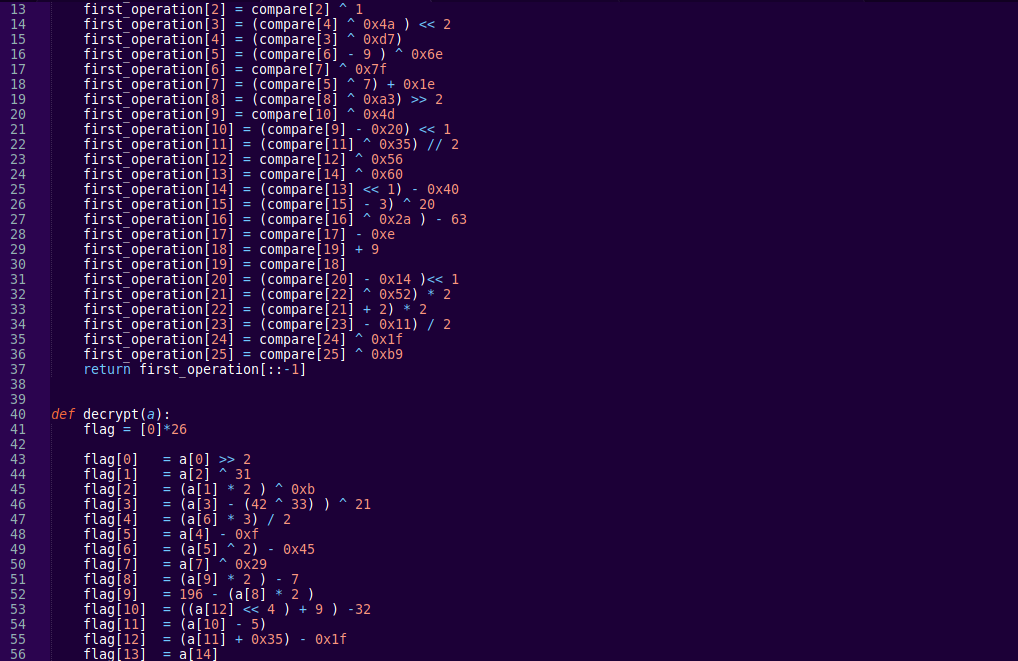 13 first_operation[2] = compare[2] ^ 1
14 first_operation[3] = (compare[4] ^ 0x4a ) << 2
15 first_operation[4] = (compare[3] ^ 0xd7)
16 first_operation[5] = (compare[6] - 9 ) ^ 0x6e
17 first_operation[6] = compare[7] ^ 0x7f
18 first_operation[7] = (compare[5] ^ 7) + 0x1e
19 first_operation[8] = (compare[8] ^ 0xa3) >> 2
20 first_operation[9] = compare[10] ^ 0x4d
21 first_operation[10] = (compare[9] - 0x20) << 1
22 first_operation[11] = (compare[11] ^ 0x35) // 2
23 first_operation[12] = compare[12] ^ 0x56
24 first_operation[13] = compare[14] ^ 0x60
25 first_operation[14] = (compare[13] << 1) - 0x40
26 first_operation[15] = (compare[15] - 3) ^ 20
27 first_operation[16] = (compare[16] ^ 0x2a ) - 63
28 first_operation[17] = compare[17] - 0xe
29 first_operation[18] = compare[19] + 9
30 first_operation[19] = compare[18]
31 first_operation[20] = (compare[20] - 0x14 )<< 1
32 first_operation[21] = (compare[22] ^ 0x52) * 2
33 first_operation[22] = (compare[21] + 2) * 2
34 first_operation[23] = (compare[23] - 0x11) / 2
35 first_operation[24] = compare[24] ^ 0x1f
36 first_operation[25] = compare[25] ^ 0xb9
37 return first_operation[::-1]
38
39
40 def decrypt(a):
41 flag = [0]*26
42
43 flag[0] = a[0] >> 2
44 flag[1] = a[2] ^ 31
45 flag[2] = (a[1] * 2 ) ^ 0xb
46 flag[3] = (a[3] - (42 ^ 33) ) ^ 21
47 flag[4] = (a[6] * 3) / 2
48 flag[5] = a[4] - 0xf
49 flag[6] = (a[5] ^ 2) - 0x45
50 flag[7] = a[7] ^ 0x29
51 flag[8] = (a[9] * 2 ) - 7
52 flag[9] = 196 - (a[8] * 2 )
53 flag[10] = ((a[12] << 4 ) + 9 ) -32
54 flag[11] = (a[10] - 5)
55 flag[12] = (a[11] + 0x35) - 0x1f
56 flag[13] = a[14]